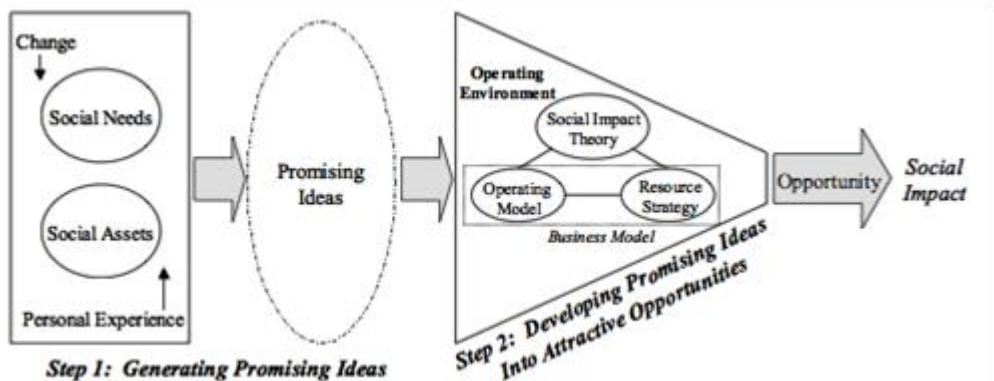 Change
Social Needs
Social Assets
Personal Experience
Step 1: Generating Promising Ideas
Promising
Ideas
Operating
Environment
Social Impact
Theory
Operating
Model
Resource
Strategy
Business Model
Step 2: Developing Promising Ideas
Into Attractive Opportunities
Opportunity
Social
Impact